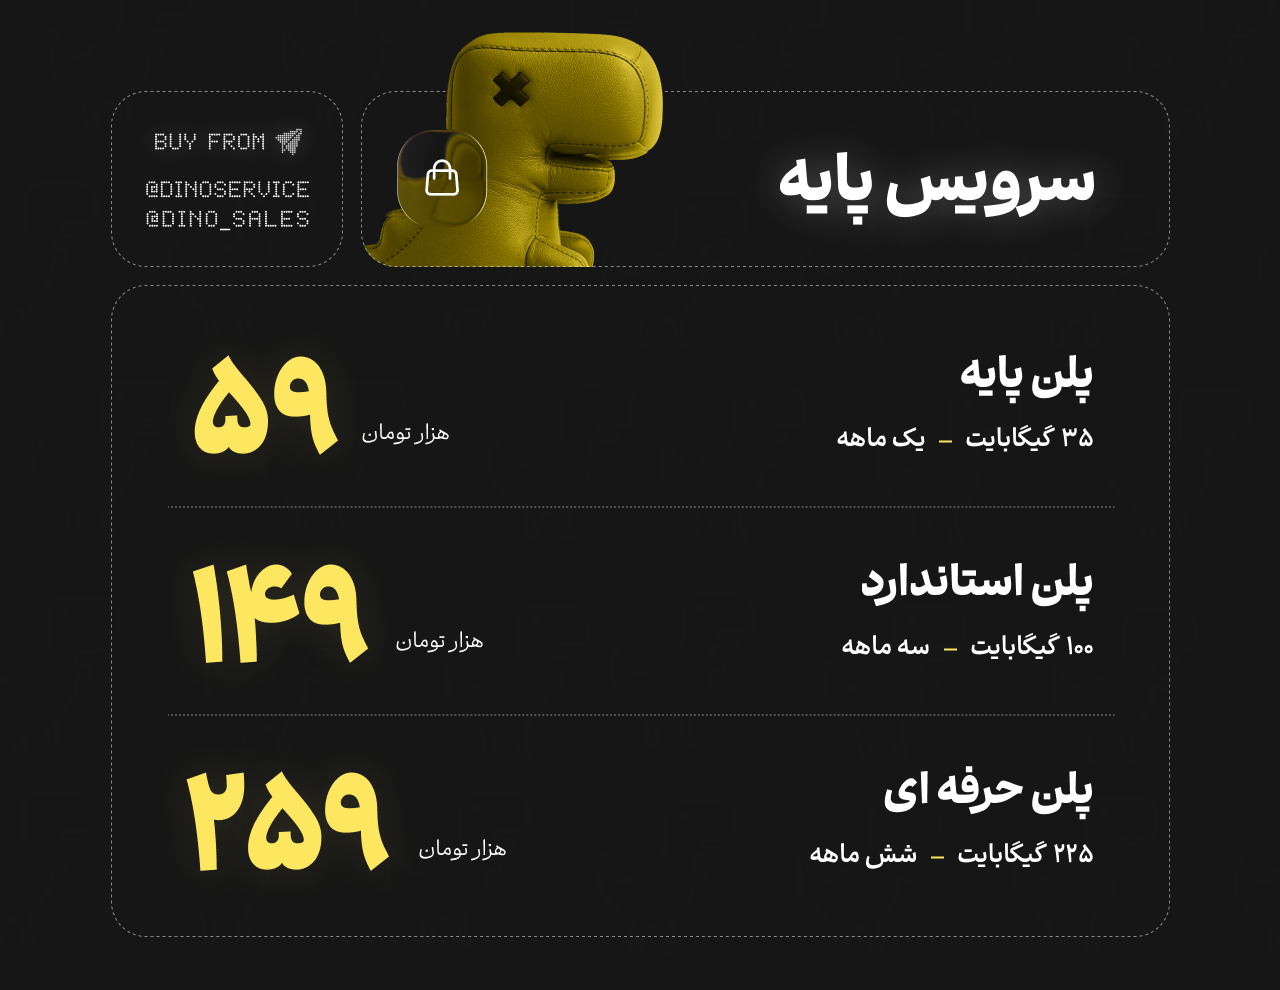 سرویس پایه
BUY FROM
@DINOSERVICE
@DINO_SALES
پلن پایه
۳۵ گیگابایت – یک ماهه
۵۹ هزار تومان
پلن استاندارد
۱۰۰ گیگابایت – سه ماهه
۱۴۹ هزار تومان
پلن حرفه ای
۲۲۵ گیگابایت – شش ماهه
۲۵۹ هزار تومان